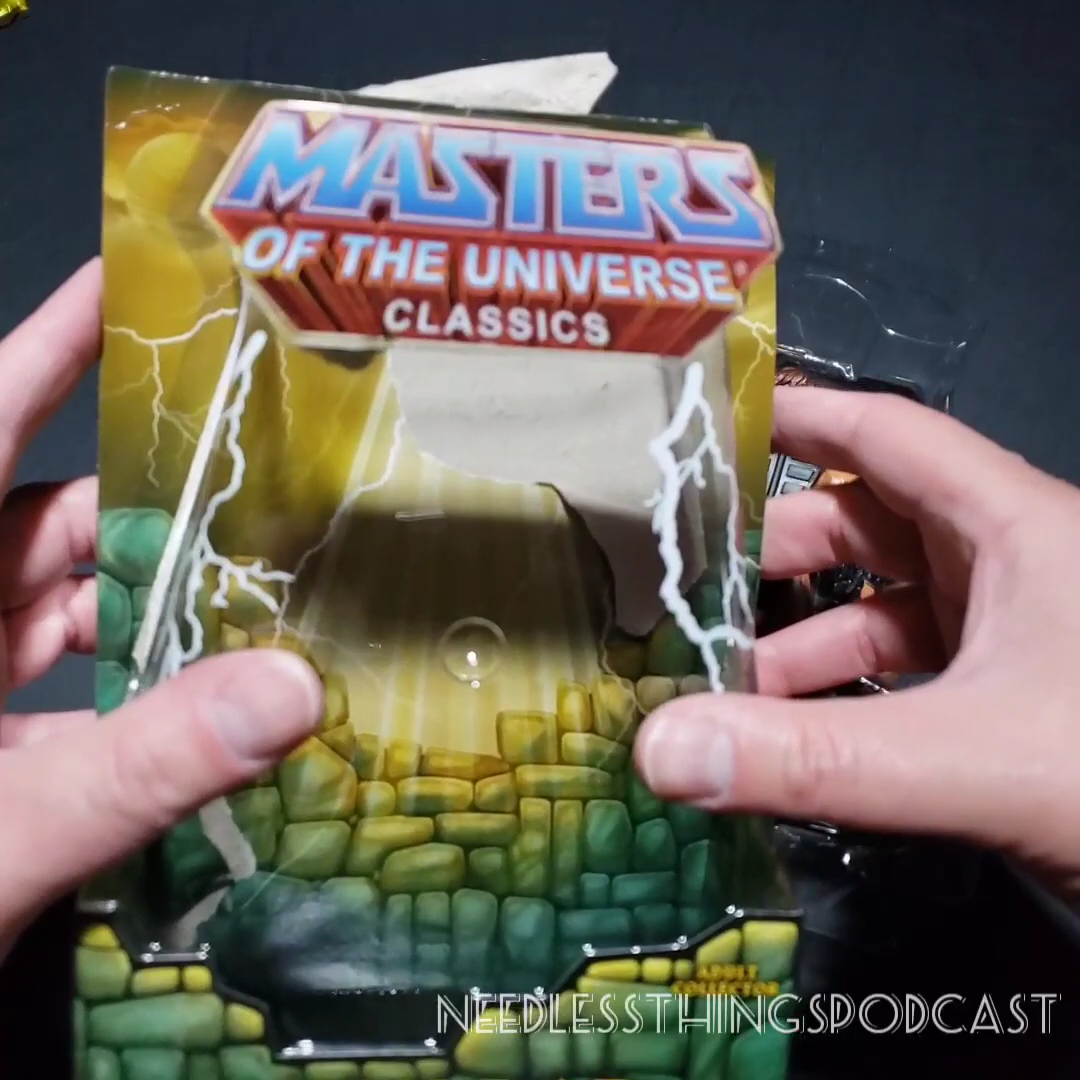 MASTERS
OF THE UNIVERSE®
CLASSICS
ADULT
COLLECTOR
NEEDLESSTHINGSPODCAST